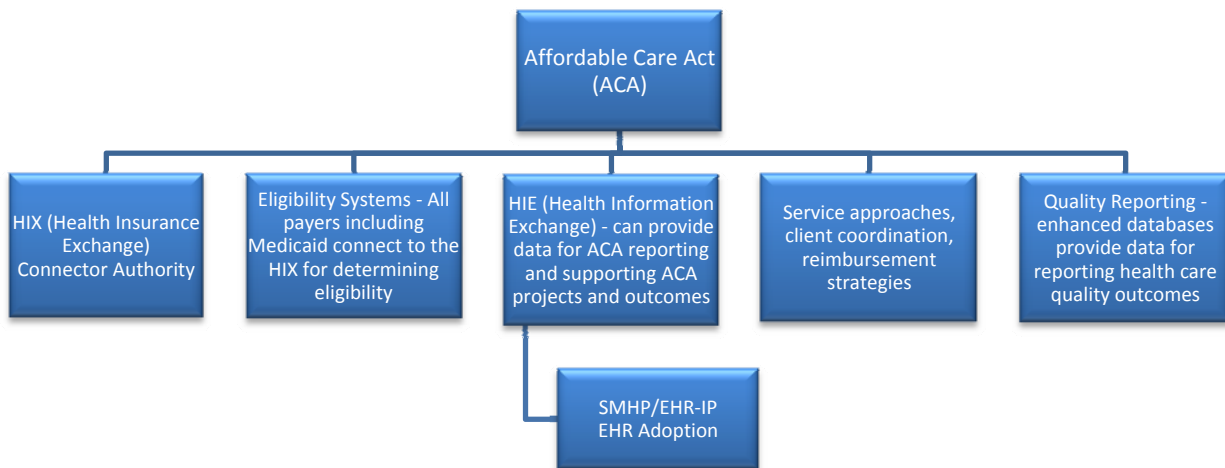 Affordable Care Act
(ACA)
HIX (Health Insurance
Exchange)
Connector Authority
Eligibility Systems - All
payers including
Medicaid connect to the
HIX for determining
eligibility
HIE (Health Information
Exchange) - can provide
data for ACA reporting
and supporting ACA
projects and outcomes
Service approaches,
client coordination,
reimbursement
strategies
Quality Reporting -
enhanced databases
provide data for
reporting health care
quality outcomes
SMHP/EHR-IP
EHR Adoption